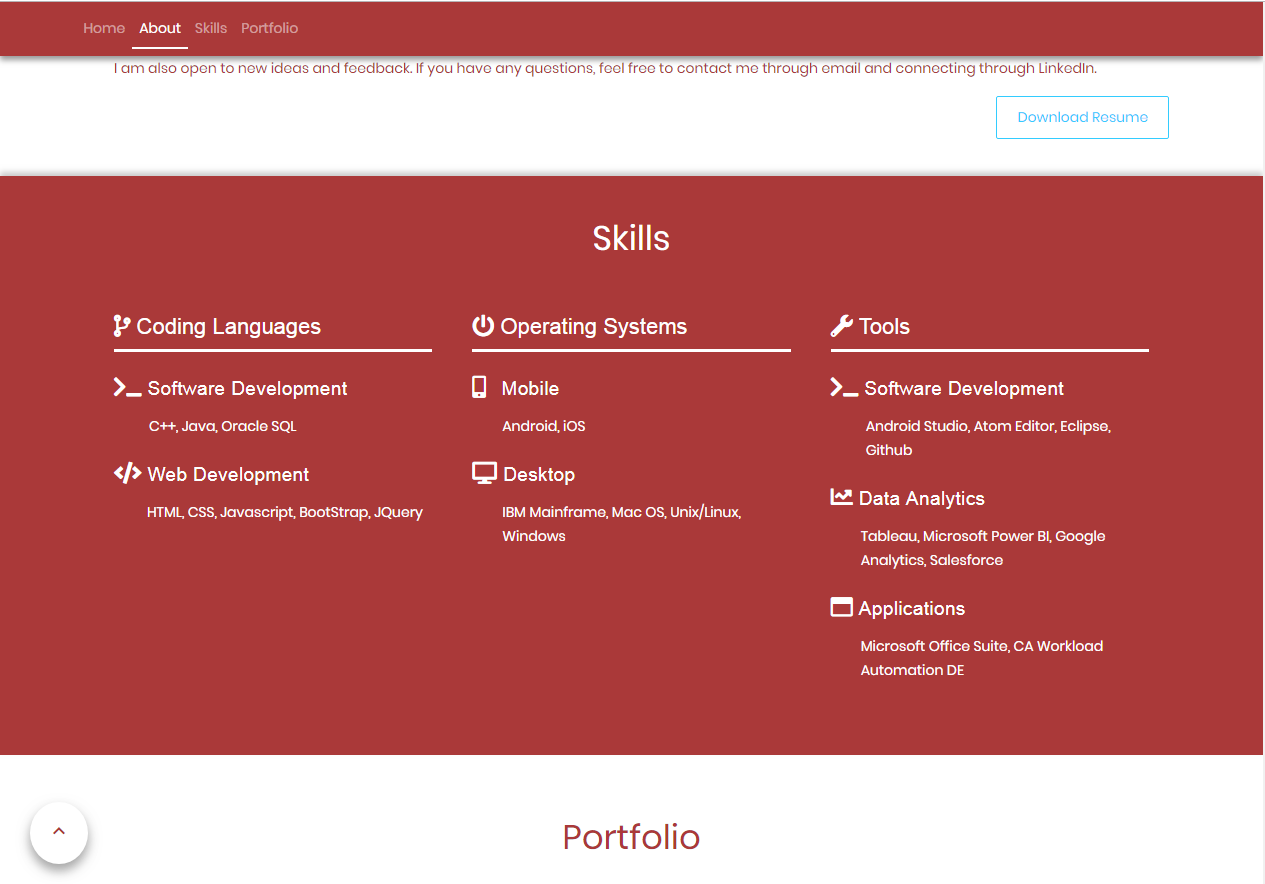 Home About Skills Portfolio
I am also open to new ideas and feedback. If you have any questions, feel free to contact me through email and connecting through LinkedIn.
Download Resume
Skills
Coding Languages
Software Development
C++, Java, Oracle SQL
Web Development
HTML, CSS, Javascript, BootStrap, JQuery
Operating Systems
Mobile
Android, iOS
Desktop
IBM Mainframe, Mac OS, Unix/Linux,
Windows
Tools
Software Development
Android Studio, Atom Editor, Eclipse,
Github
Data Analytics
Tableau, Microsoft Power BI, Google
Analytics, Salesforce
Applications
Microsoft Office Suite, CA Workload
Automation DE
Portfolio